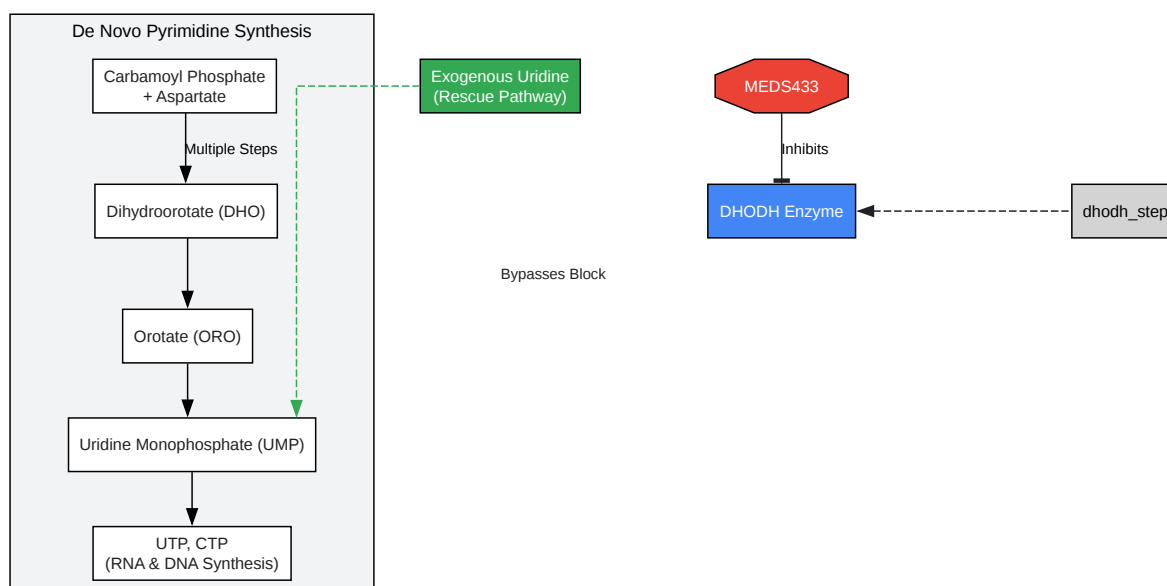 De Novo Pyrimidine Synthesis
Carbamoyl Phosphate
+ Aspartate
Multiple Steps
Dihydroorotate (DHO)
Orotate (ORO)
Uridine Monophosphate (UMP)
UTP, CTP
(RNA & DNA Synthesis)
Exogenous Uridine
(Rescue Pathway)
Bypasses Block
MEDS433
Inhibits
DHODH Enzyme
dhodh_step